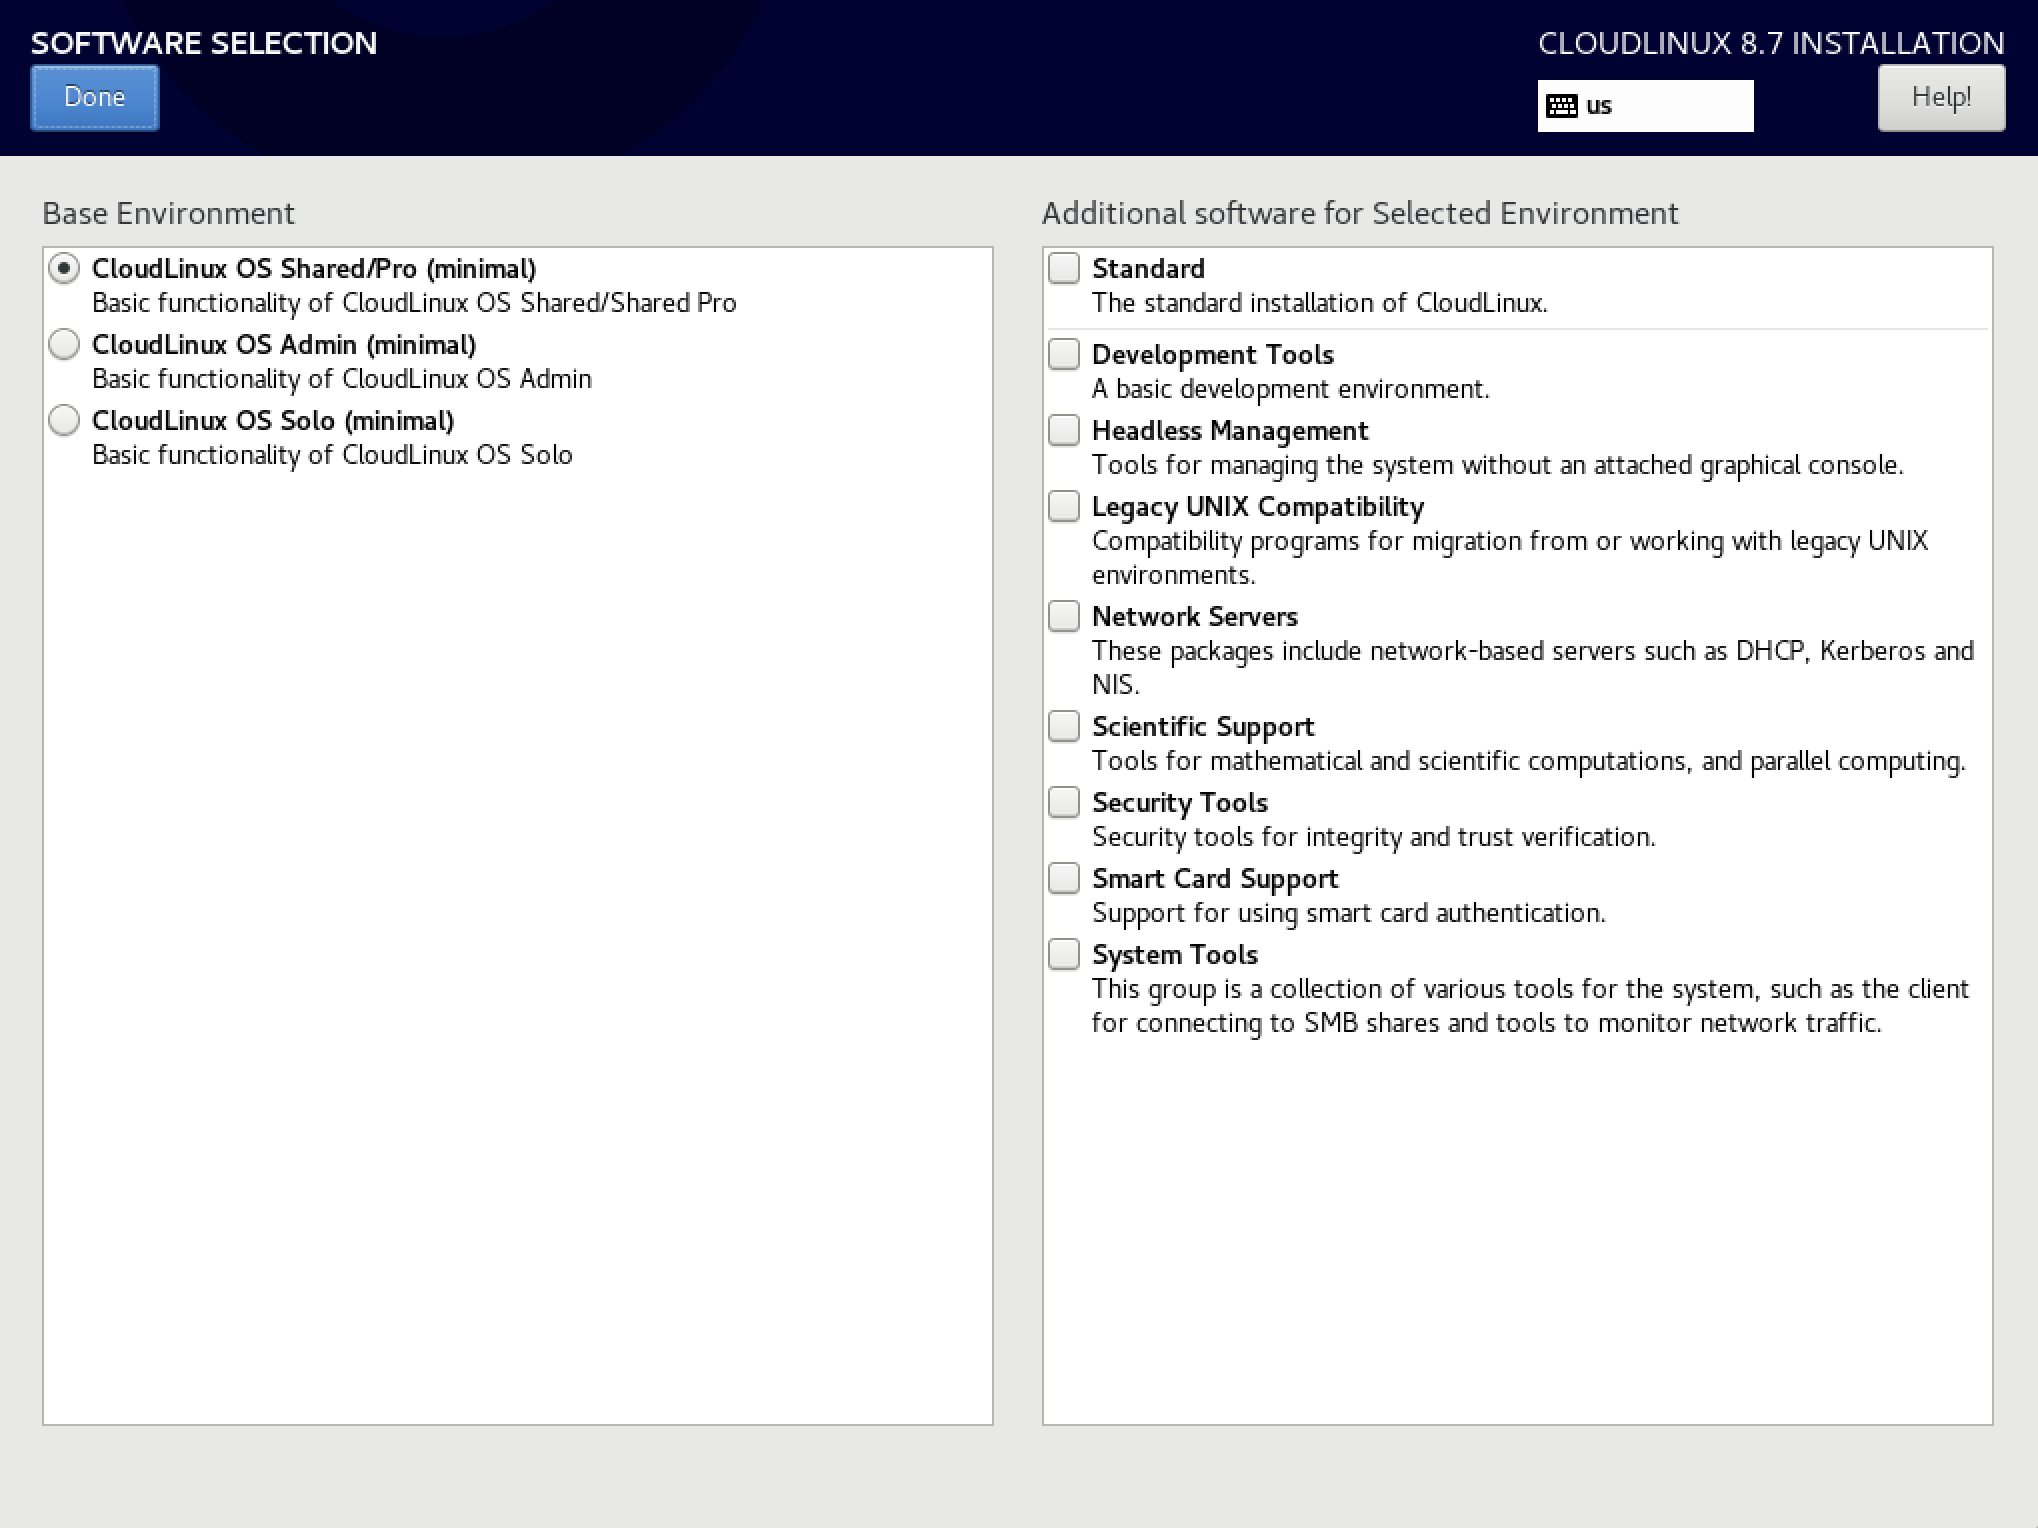 SOFTWARE SELECTION
CLOUDLINUX 8.7 INSTALLATION
Done
us
Help!
Base Environment
CloudLinux OS Shared/Pro (minimal)
Basic functionality of CloudLinux OS Shared/Shared Pro
CloudLinux OS Admin (minimal)
Basic functionality of CloudLinux OS Admin
CloudLinux OS Solo (minimal)
Basic functionality of CloudLinux OS Solo
Additional software for Selected Environment
Standard
The standard installation of CloudLinux.
Development Tools
A basic development environment.
Headless Management
Tools for managing the system without an attached graphical console.
Legacy UNIX Compatibility
Compatibility programs for migration from or working with legacy UNIX
environments.
Network Servers
These packages include network-based servers such as DHCP, Kerberos and
NIS.
Scientific Support
Tools for mathematical and scientific computations, and parallel computing.
Security Tools
Security tools for integrity and trust verification.
Smart Card Support
Support for using smart card authentication.
System Tools
This group is a collection of various tools for the system, such as the client
for connecting to SMB shares and tools to monitor network traffic.